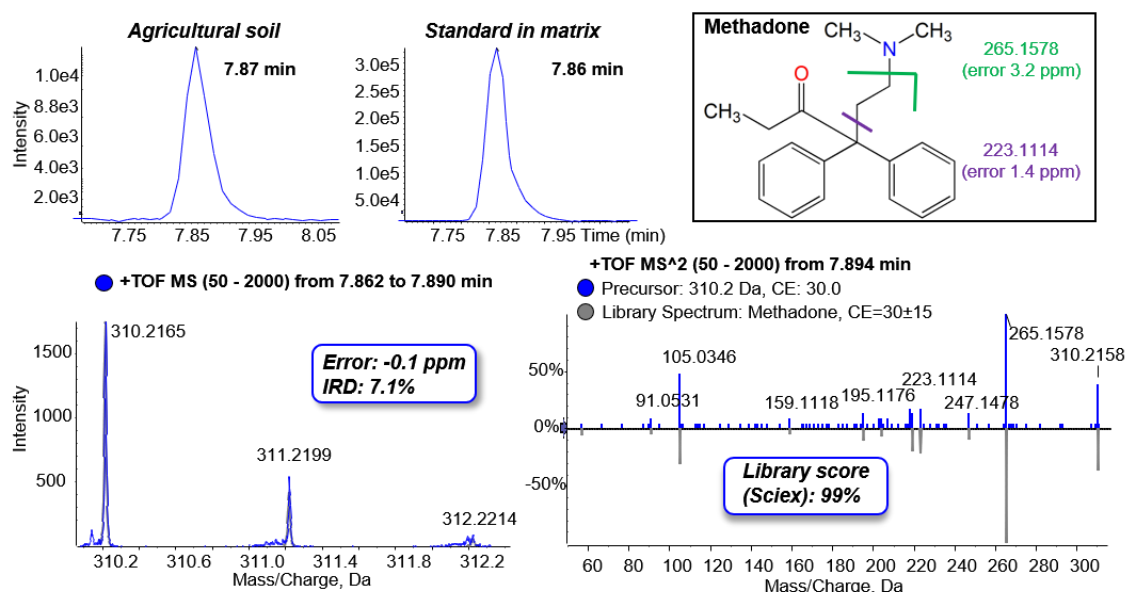 Agricultural soil
7.87 min
1.0e4
8.8e3
6.0e3
4.0e3
2.0e3
Intensity
7.75 7.85 7.95 8.05
Standard in matrix
7.86 min
3.0e5
2.5e5
2.0e5
1.5e5
1.0e5
5.0e4
7.75 7.85 7.95 Time (min)
Methadone
H₃C CH₃
N
O
CH₃
265.1578
(error 3.2 ppm)
223.1114
(error 1.4 ppm)
+TOF MS (50 - 2000) from 7.862 to 7.890 min
310.2165
311.2199
312.2214
Error: -0.1 ppm
IRD: 7.1%
1500
1000
500
Intensity
310.2 310.6 311.0 311.4 311.8 312.2
Mass/Charge, Da
+TOF MS^2 (50 - 2000) from 7.894 min
Precursor: 310.2 Da, CE: 30.0
Library Spectrum: Methadone, CE=30±15
50%
0%
-50%
91.0531
105.0346
159.1118
195.1176
223.1114
247.1478
265.1578
310.2158
Library score
(Sciex): 99%
60 80 100 120 140 160 180 200 220 240 260 280 300
Mass/Charge, Da